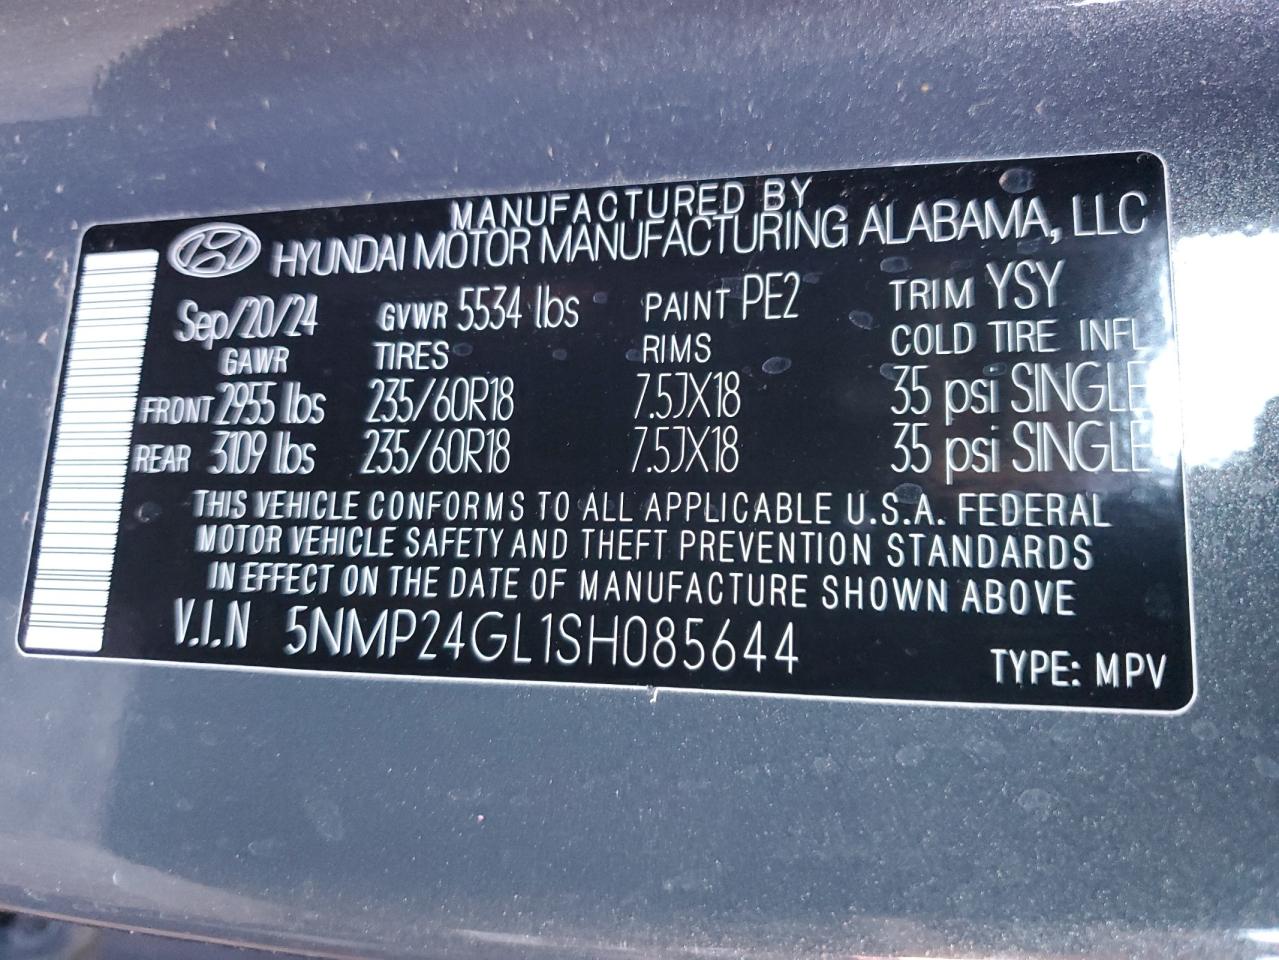 MANUFACTURED BY
HYUNDAI MOTOR MANUFACTURING ALABAMA, LLC
Sep/20/24 GVWR 5534 lbs PAINT PE2 TRIM YSY
GAWR TIRES RIMS COLD TIRE INFL
FRONT 2955 lbs 235/60R18 7.5JX18 35 psi SINGLE
REAR 3109 lbs 235/60R18 7.5JX18 35 psi SINGLE
THIS VEHICLE CONFORMS TO ALL APPLICABLE U.S.A. FEDERAL
MOTOR VEHICLE SAFETY AND THEFT PREVENTION STANDARDS
IN EFFECT ON THE DATE OF MANUFACTURE SHOWN ABOVE
V.I.N 5NMP24GL1SH085644
TYPE: MPV